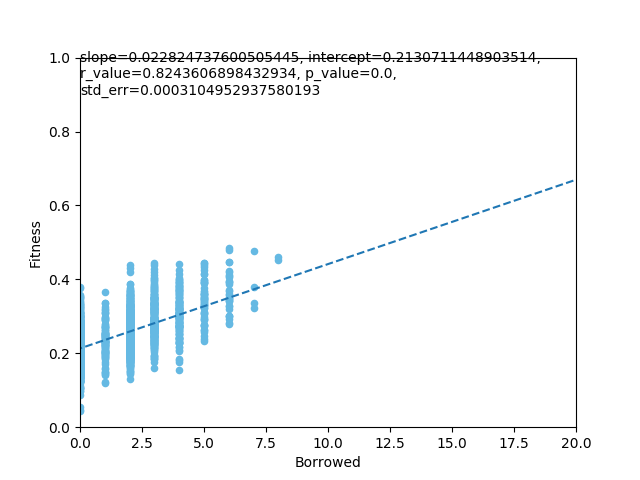 slope=0.022824737600505445, intercept=0.2130711448903514,
r_value=0.8243606898432934, p_value=0.0,
std_err=0.0003104952937580193
1.0
0.8
0.6
0.4
0.2
0.0
Fitness
0.0 2.5 5.0 7.5 10.0 12.5 15.0 17.5 20.0
Borrowed